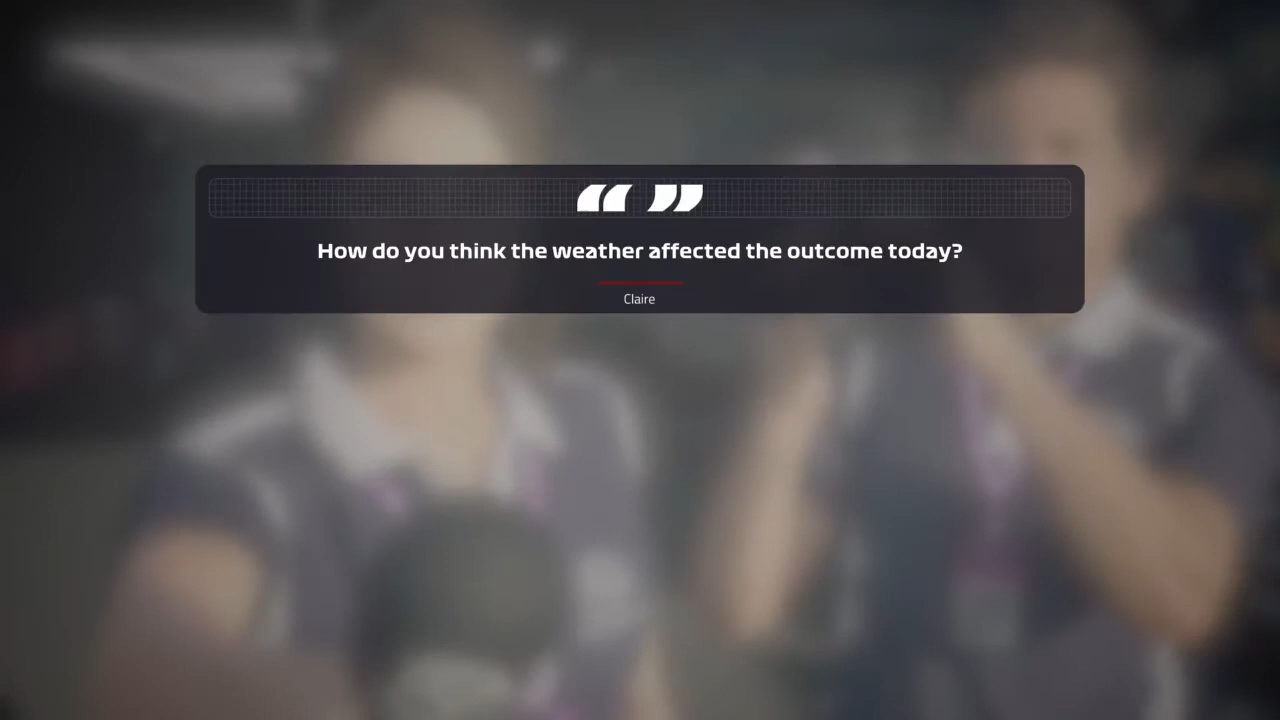 “ ”
How do you think the weather affected the outcome today?
Claire